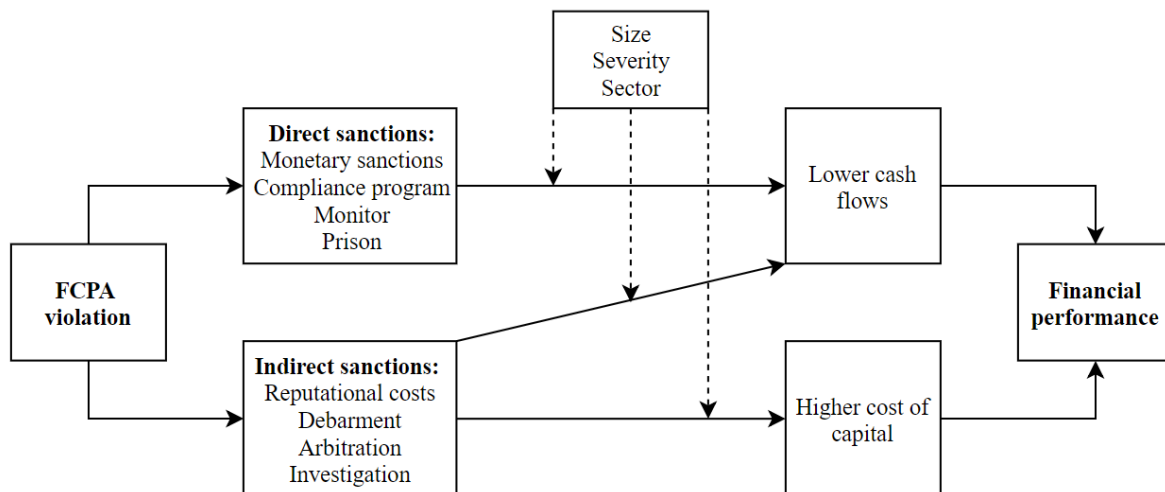 Size
Severity
Sector
Direct sanctions:
Monetary sanctions
Compliance program
Monitor
Prison
Lower cash
flows
FCPA
violation
Financial
performance
Indirect sanctions:
Reputational costs
Debarment
Arbitration
Investigation
Higher cost of
capital